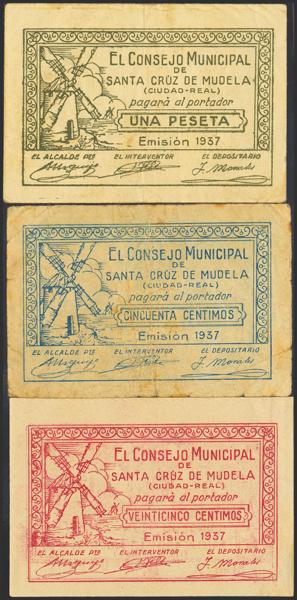 EL CONSEJO MUNICIPAL
DE
SANTA CRÚZ DE MUDELA
(CIUDAD-REAL)
pagará al portador
UNA PESETA
Emisión 1937
EL ALCALDE PTE EL INTERVENTOR EL DEPOSITARIO
J. Morales
EL CONSEJO MUNICIPAL
DE
SANTA CRÚZ DE MUDELA
(CIUDAD-REAL)
pagará al portador
CINCUENTA CENTIMOS
Emisión 1937
EL ALCALDE PTE EL INTERVENTOR EL DEPOSITARIO
J. Morales
EL CONSEJO MUNICIPAL
DE
SANTA CRÚZ DE MUDELA
(CIUDAD-REAL)
pagará al portador
VEINTICINCO CENTIMOS
Emisión 1937
EL ALCALDE PTE EL INTERVENTOR EL DEPOSITARIO
J. Morales